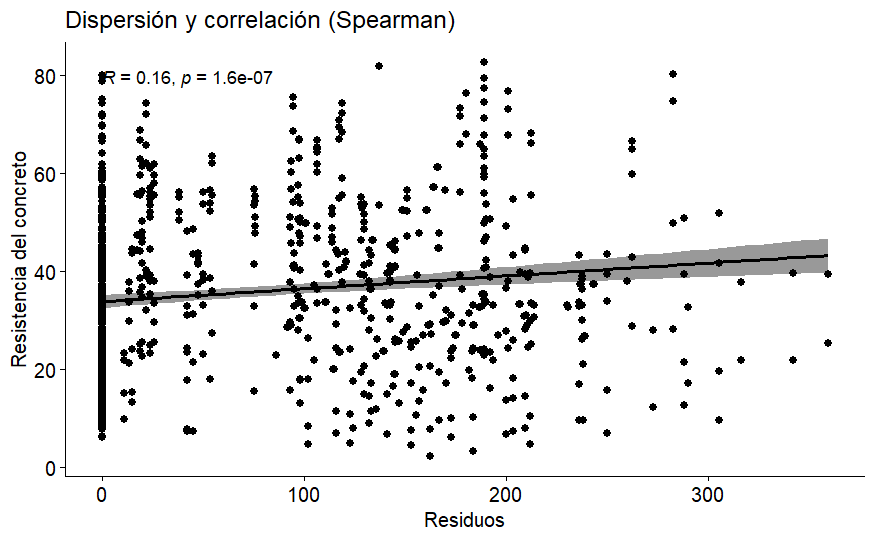 Dispersión y correlación (Spearman)
R = 0.16, p = 1.6e-07
Resistencia del concreto
80
60
40
20
0
0 100 200 300
Residuos